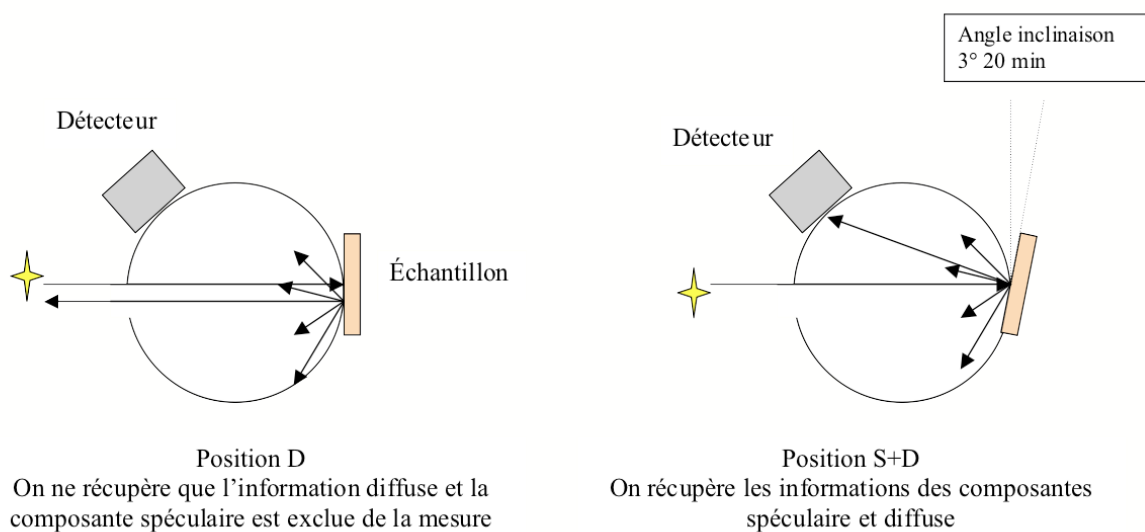 Angle inclinaison
3° 20 min
Détecteur
Détecteur
Échantillon
Position D
On ne récupère que l'information diffuse et la
composante spéculaire est exclue de la mesure
Position S+D
On récupère les informations des composantes
spéculaire et diffuse